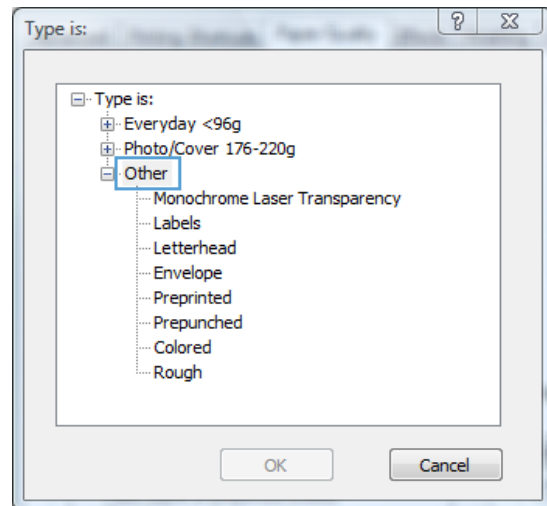 Type is:
Type is:
Everyday <96g
Photo/Cover 176-220g
Other
Monochrome Laser Transparency
Labels
Letterhead
Envelope
Preprinted
Prepunched
Colored
Rough
OK
Cancel